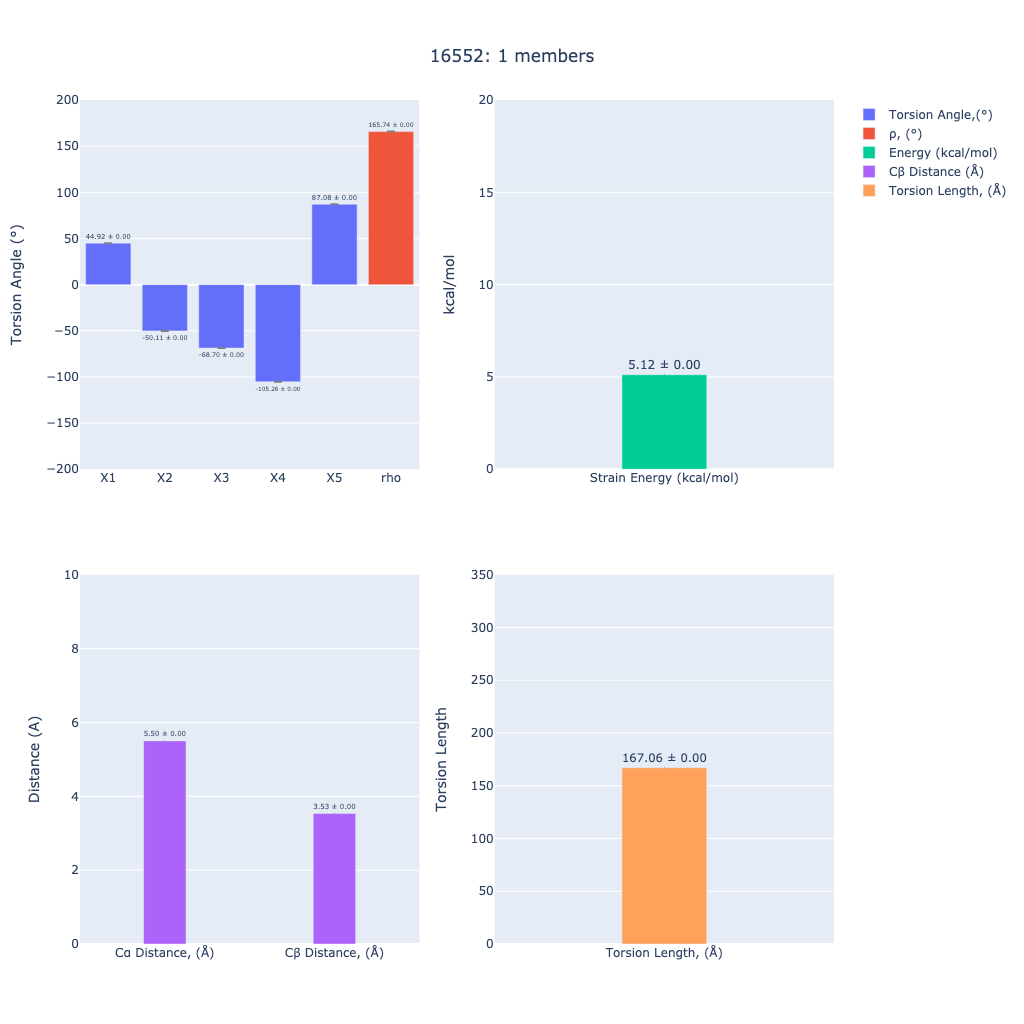 16552: 1 members
Torsion Angle (°)
200
150
100
50
0
−50
−100
−150
−200
44.92 ± 0.00
-50.11 ± 0.00
-68.70 ± 0.00
-105.26 ± 0.00
87.08 ± 0.00
165.74 ± 0.00
X1 X2 X3 X4 X5 rho
kcal/mol
20
15
10
5
0
5.12 ± 0.00
Strain Energy (kcal/mol)
Torsion Angle,(°)
ρ, (°)
Energy (kcal/mol)
Cβ Distance (Å)
Torsion Length, (Å)
Distance (A)
10
8
6
4
2
0
5.50 ± 0.00
3.53 ± 0.00
Cα Distance, (Å) Cβ Distance, (Å)
Torsion Length
350
300
250
200
150
100
50
0
167.06 ± 0.00
Torsion Length, (Å)